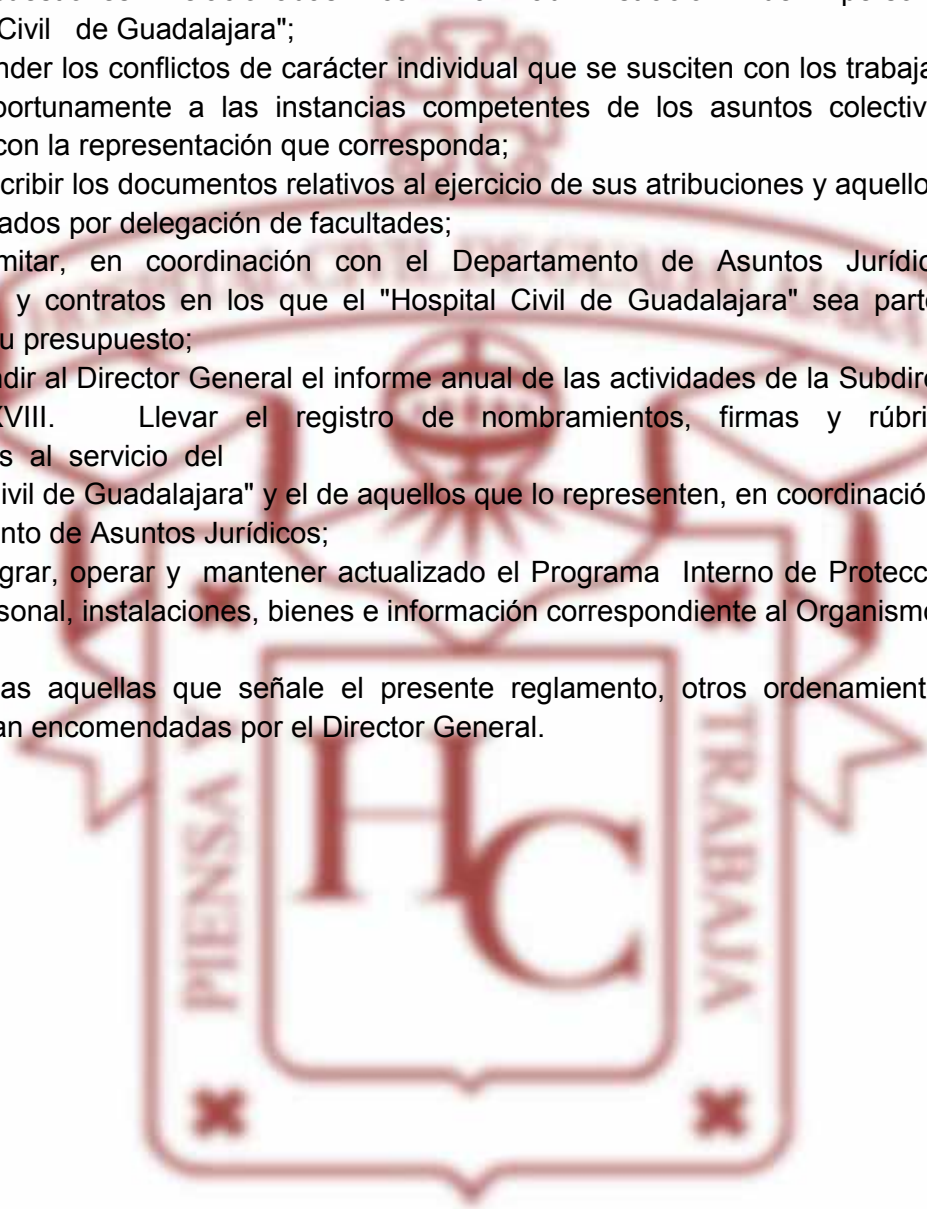 Civil de Guadalajara";
nder los conflictos de carácter individual que se susciten con los trabaja
portunamente a las instancias competentes de los asuntos colectiv
con la representación que corresponda;
cribir los documentos relativos al ejercicio de sus atribuciones y aquello
ados por delegación de facultades;
mitar, en coordinación con el Departamento de Asuntos Jurídic
y contratos en los que el "Hospital Civil de Guadalajara" sea parte
u presupuesto;
ndir al Director General el informe anual de las actividades de la Subdire
XVIII. Llevar el registro de nombramientos, firmas y rúbri
s al servicio del
ivil de Guadalajara" y el de aquellos que lo representen, en coordinació
nto de Asuntos Jurídicos;
grar, operar y mantener actualizado el Programa Interno de Protecc
rsonal, instalaciones, bienes e información correspondiente al Organismo
las aquellas que señale el presente reglamento, otros ordenamient
an encomendadas por el Director General.
PIENSA Y
TRABAJA
HC